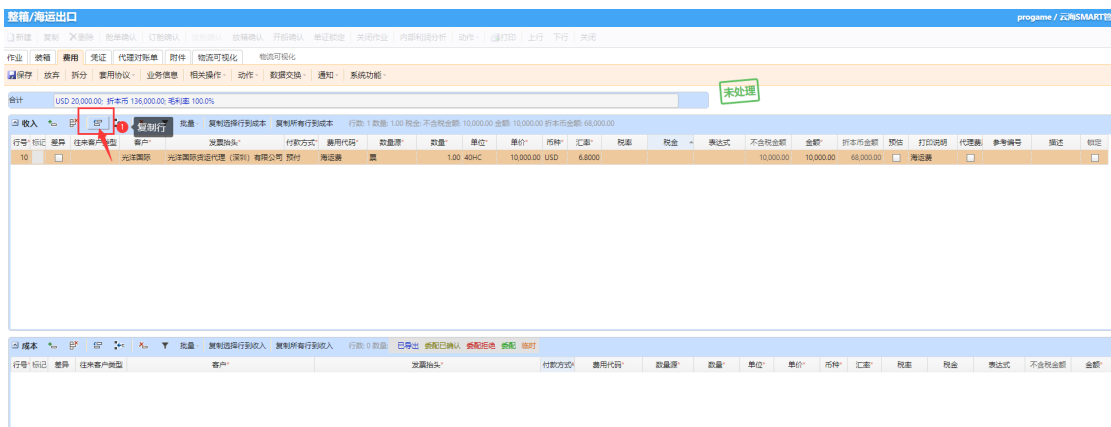 整箱/海运出口 progame / 云海SMART管
新建 复制 删除 舱单确认 订舱确认 放舱确认 放箱确认 开船确认 单证锁定 关闭作业 内部利润分析 动作 打印 上行 下行 关闭
作业 装箱 费用 凭证 代理对账单 附件 物流可视化 物流可视化
保存 放弃 拆分 套用协议 业务信息 相关操作 动作 数据交换 通知 系统功能
未处理
合计 USD 20,000.00; 折本币 136,000.00; 毛利率 100.0%
收入 1 复制行 批量 复制选择行到成本 复制所有行到成本 行数: 1 数量: 1.00 税金: 不含税金额: 10,000.00 金额: 10,000.00 折本币金额: 68,000.00
行号* 标记 差异 往来客户类型 客户* 发票抬头* 付款方式* 费用代码* 数量源* 数量* 单位* 单价* 币种* 汇率* 税率 税金 表达式 不含税金额 金额* 折本币金额 预估 打印说明 代理费 参考编号 描述 锁定
10 光洋国际 光洋国际货运代理（深圳）有限公司 预付 海运费 票 1.00 40HC 10,000.00 USD 6.8000 10,000.00 10,000.00 68,000.00 海运费
成本 批量 复制选择行到收入 复制所有行到收入 行数: 0 数量: 已导出 委配已确认 委配拒绝 委配 临时
行号* 标记 差异 往来客户类型 客户* 发票抬头* 付款方式* 费用代码* 数量源* 数量* 单位* 单价* 币种* 汇率* 税率 税金 表达式 不含税金额 金额*